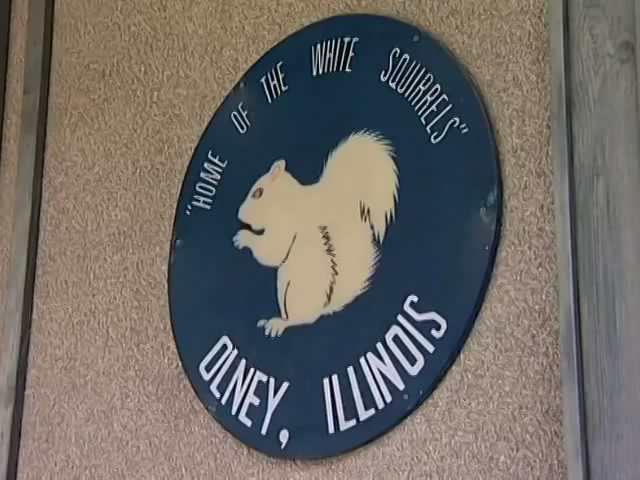 "HOME OF THE WHITE SQUIRRELS"
OLNEY, ILLINOIS